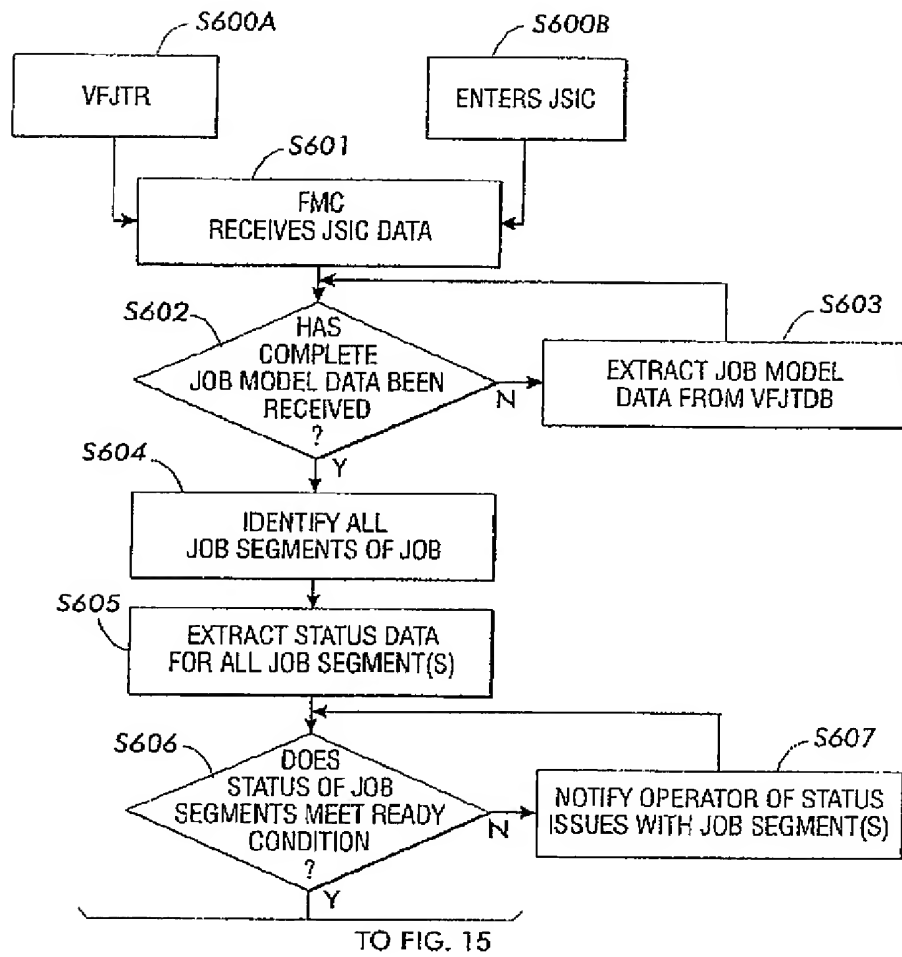 S600A
VFJTR
S600B
ENTERS JSIC
S601
FMC
RECEIVES JSIC DATA
S602
HAS
COMPLETE
JOB MODEL DATA BEEN
RECEIVED
?
N
Y
S603
EXTRACT JOB MODEL
DATA FROM VFJTDB
S604
IDENTIFY ALL
JOB SEGMENTS OF JOB
S605
EXTRACT STATUS DATA
FOR ALL JOB SEGMENT(S)
S606
DOES
STATUS OF JOB
SEGMENTS MEET READY
CONDITION
?
N
Y
S607
NOTIFY OPERATOR OF STATUS
ISSUES WITH JOB SEGMENT(S)
TO FIG. 15